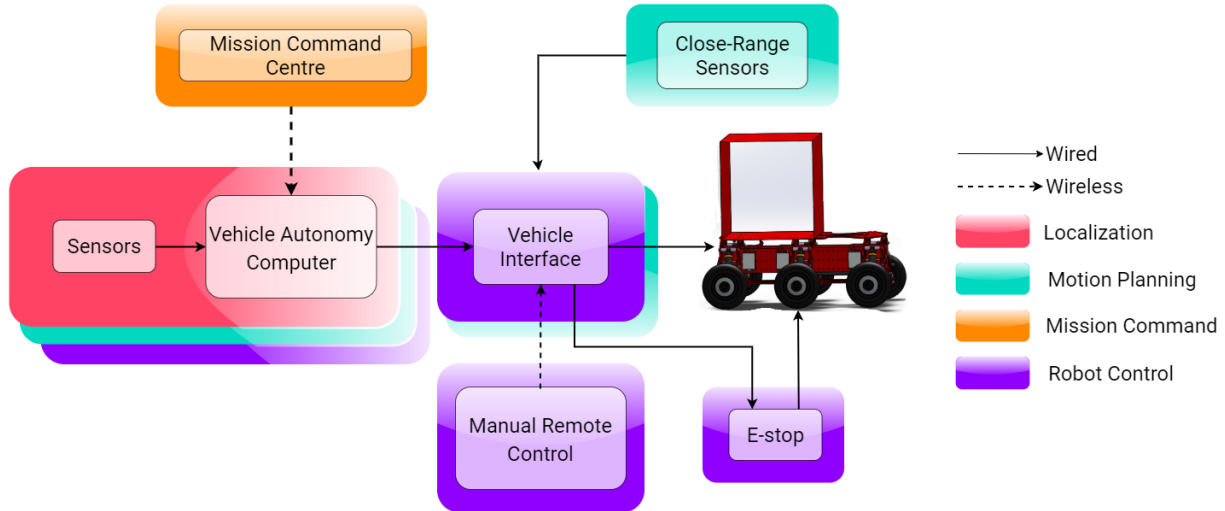 Mission Command
Centre
Close-Range
Sensors
Sensors
Vehicle Autonomy
Computer
Vehicle
Interface
Manual Remote
Control
E-stop
Wired
Wireless
Localization
Motion Planning
Mission Command
Robot Control